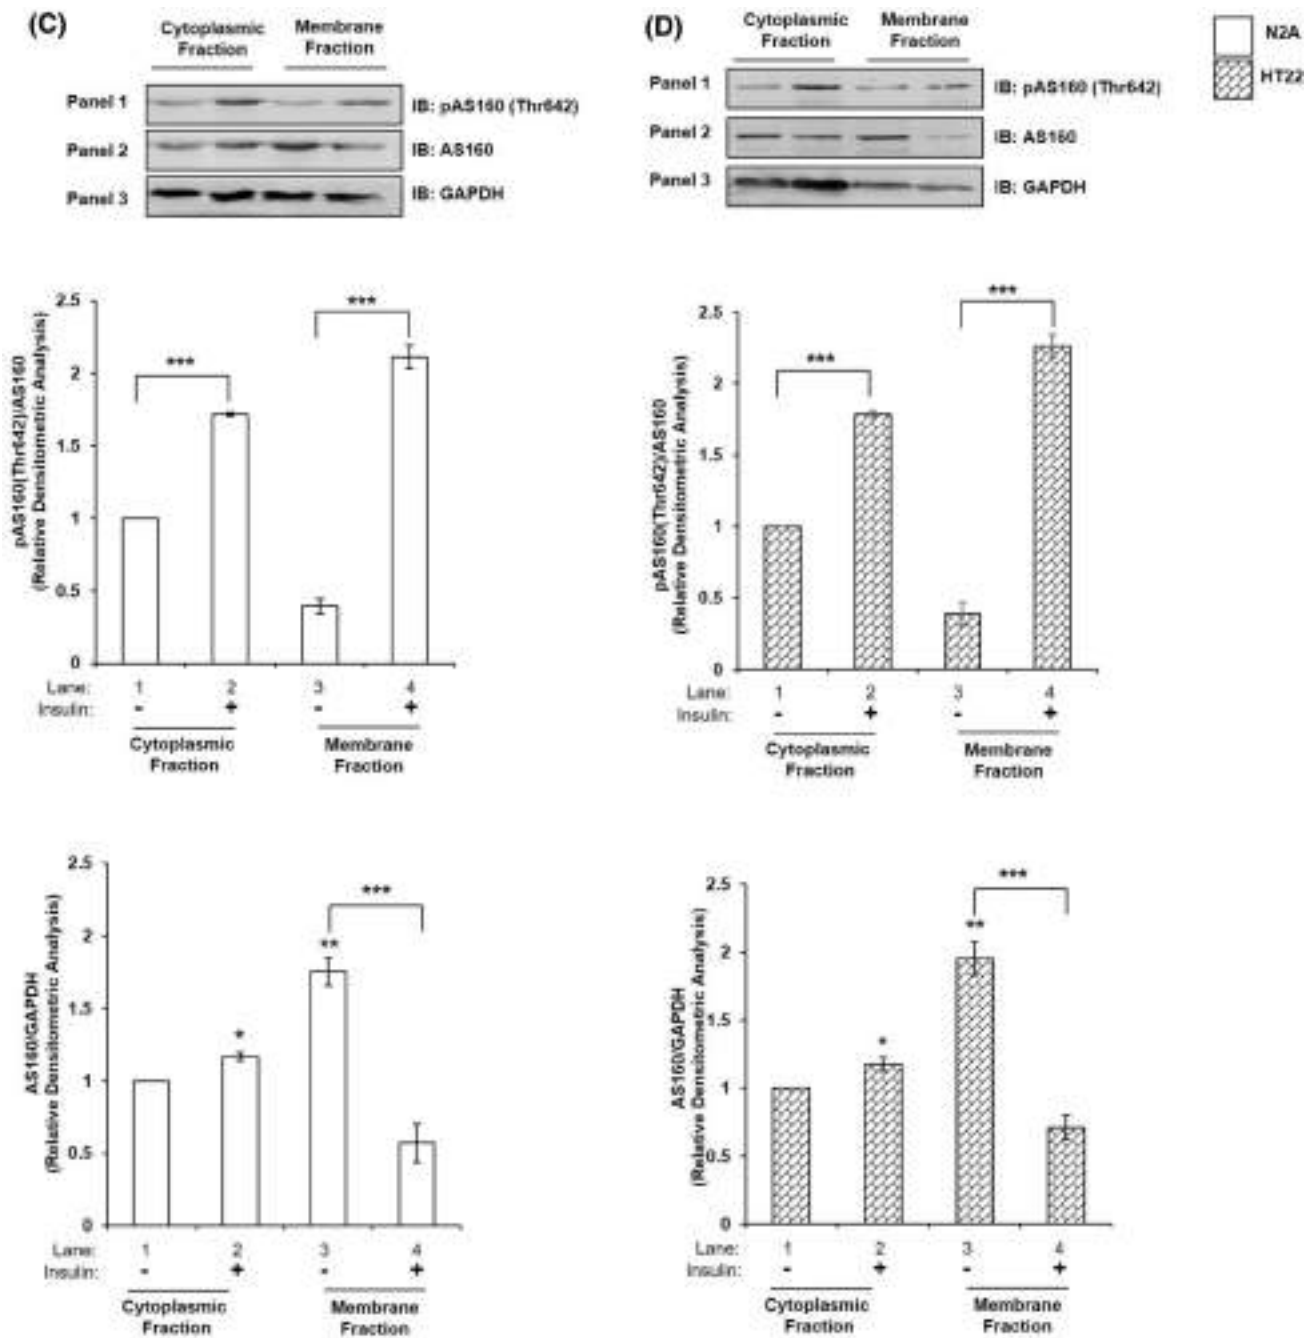 (C)
Cytoplasmic Fraction
Membrane Fraction
Panel 1
IB: pAS160 (Thr642)
Panel 2
IB: AS160
Panel 3
IB: GAPDH
(D)
Cytoplasmic Fraction
Membrane Fraction
Panel 1
IB: pAS160 (Thr642)
Panel 2
IB: AS160
Panel 3
IB: GAPDH
N2A
HT22
pAS160(Thr642)/AS160
(Relative Densitometric Analysis)
2.5
2
1.5
1
0.5
0
***
***
Lane: 1 2 3 4
Insulin: - + - +
Cytoplasmic Fraction
Membrane Fraction
pAS160(Thr642)/AS160
(Relative Densitometric Analysis)
2.5
2
1.5
1
0.5
0
***
***
Lane: 1 2 3 4
Insulin: - + - +
Cytoplasmic Fraction
Membrane Fraction
AS160/GAPDH
(Relative Densitometric Analysis)
2.5
2
1.5
1
0.5
0
*
**
***
Lane: 1 2 3 4
Insulin: - + - +
Cytoplasmic Fraction
Membrane Fraction
AS160/GAPDH
(Relative Densitometric Analysis)
2.5
2
1.5
1
0.5
0
*
**
***
Lane: 1 2 3 4
Insulin: - + - +
Cytoplasmic Fraction
Membrane Fraction